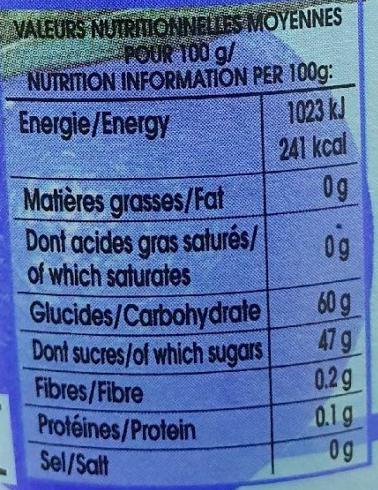 VALEURS NUTRITIONNELLES MOYENNES
POUR 100 g/
NUTRITION INFORMATION PER 100g:
Energie/Energy 1023 kJ
241 kcal
Matières grasses/Fat 0 g
Dont acides gras saturés/ 0 g
of which saturates
Glucides/Carbohydrate 60 g
Dont sucres/of which sugars 47 g
Fibres/Fibre 0.2 g
Protéines/Protein 0.1 g
Sel/Salt 0 g